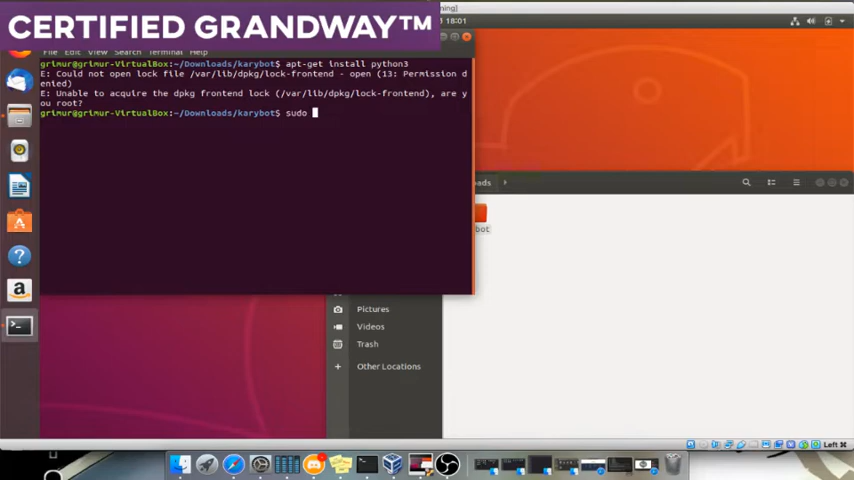 CERTIFIED GRANDWAY™
18:01
File Edit View Search Terminal Help
grimur@grimur-VirtualBox:~/Downloads/karybot$ apt-get install python3
E: Could not open lock file /var/lib/dpkg/lock-frontend - open (13: Permission d
enied)
E: Unable to acquire the dpkg frontend lock (/var/lib/dpkg/lock-frontend), are y
ou root?
grimur@grimur-VirtualBox:~/Downloads/karybot$ sudo
oads
bot
Pictures
Videos
Trash
Other Locations
Left ⌘